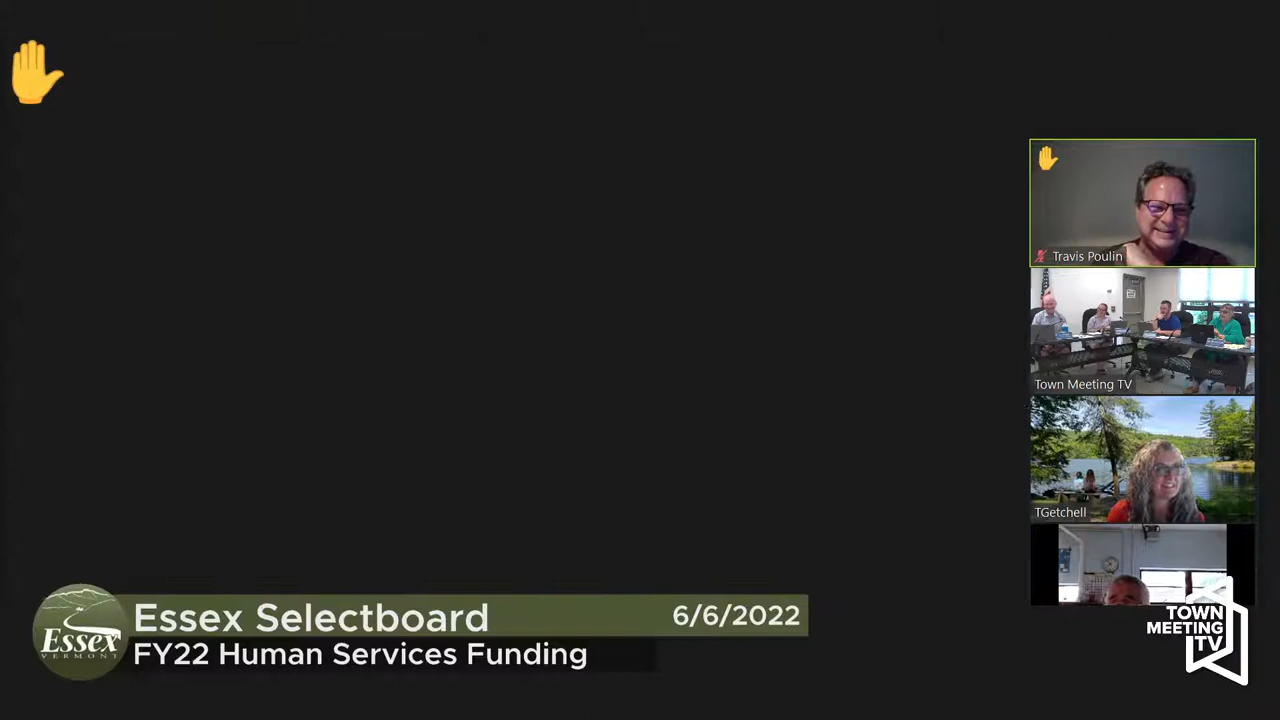 Travis Poulin
Town Meeting TV
TGetchell
Essex Selectboard
6/6/2022
FY22 Human Services Funding
Essex
VERMONT
TOWN
MEETING
TV